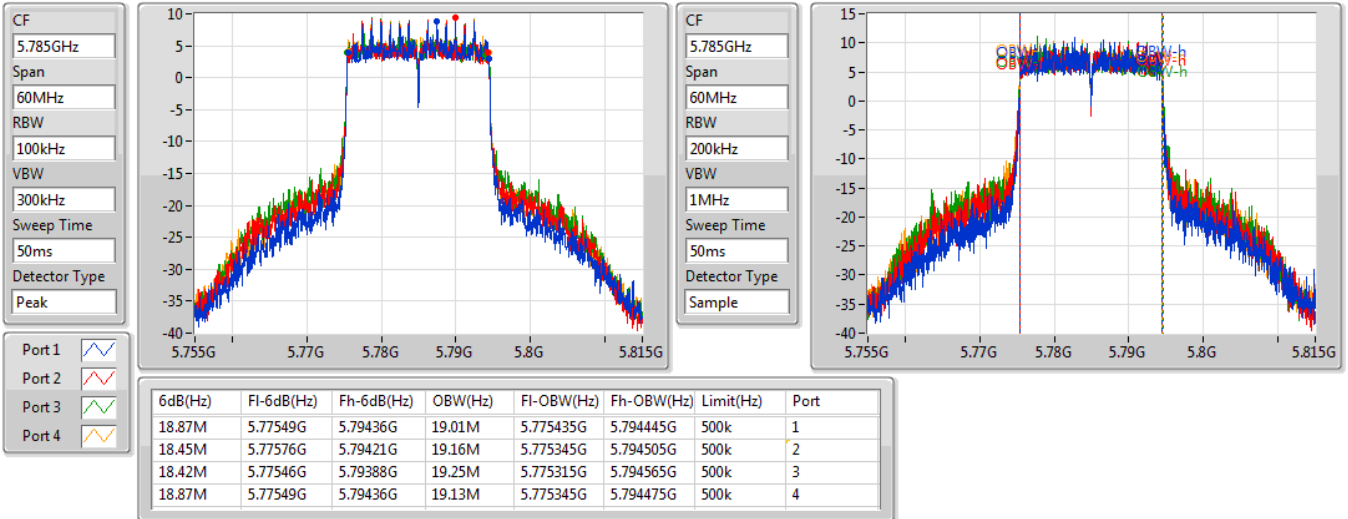 CF
5.785GHz
Span
60MHz
RBW
100kHz
VBW
300kHz
Sweep Time
50ms
Detector Type
Peak
10
5
0
-5
-10
-15
-20
-25
-30
-35
-40
5.755G 5.77G 5.78G 5.79G 5.8G 5.815G
CF
5.785GHz
Span
60MHz
RBW
200kHz
VBW
1MHz
Sweep Time
50ms
Detector Type
Sample
15
10
5
0
-5
-10
-15
-20
-25
-30
-35
-40
OBW-h
OBW-h
5.755G 5.77G 5.78G 5.79G 5.8G 5.815G
Port 1
Port 2
Port 3
Port 4
6dB(Hz) Fl-6dB(Hz) Fh-6dB(Hz) OBW(Hz) Fl-OBW(Hz) Fh-OBW(Hz) Limit(Hz) Port
18.87M 5.77549G 5.79436G 19.01M 5.775435G 5.794445G 500k 1
18.45M 5.77576G 5.79421G 19.16M 5.775345G 5.794505G 500k 2
18.42M 5.77546G 5.79388G 19.25M 5.775315G 5.794565G 500k 3
18.87M 5.77549G 5.79436G 19.13M 5.775345G 5.794475G 500k 4